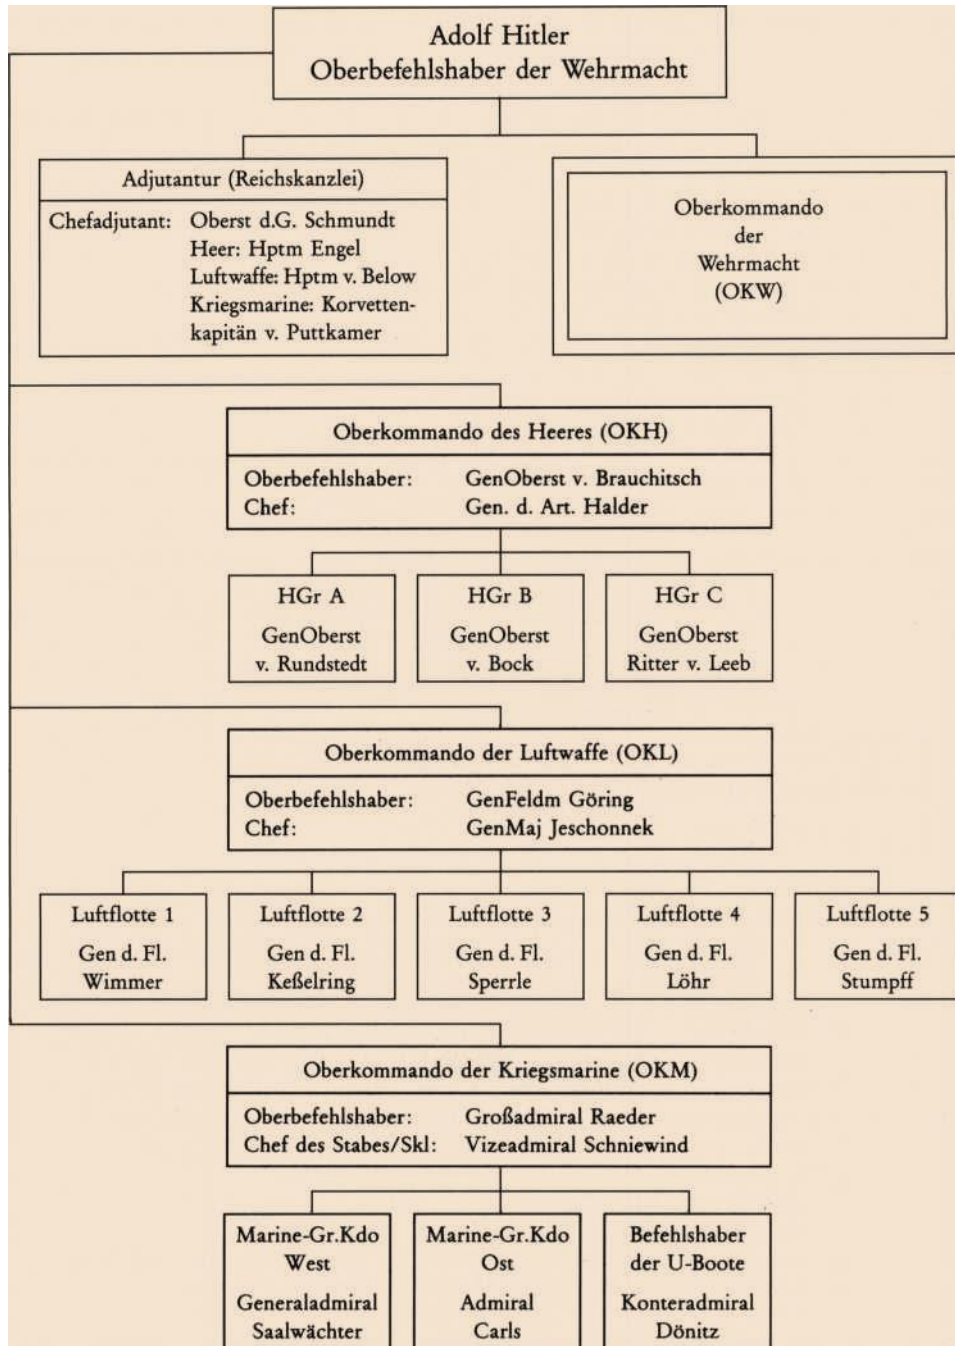 Adolf Hitler
Oberbefehlshaber der Wehrmacht
Adjutantur (Reichskanzlei)
Chefadjutant: Oberst d.G. Schmundt
Heer: Hptm Engel
Luftwaffe: Hptm v. Below
Kriegsmarine: Korvetten-
kapitän v. Puttkamer
Oberkommando
der
Wehrmacht
(OKW)
Oberkommando des Heeres (OKH)
Oberbefehlshaber: GenOberst v. Brauchitsch
Chef: Gen. d. Art. Halder
HGr A
GenOberst
v. Rundstedt
HGr B
GenOberst
v. Bock
HGr C
GenOberst
Ritter v. Leeb
Oberkommando der Luftwaffe (OKL)
Oberbefehlshaber: GenFeldm Göring
Chef: GenMaj Jeschonnek
Luftflotte 1
Gen d. Fl.
Wimmer
Luftflotte 2
Gen d. Fl.
Keßelring
Luftflotte 3
Gen d. Fl.
Sperrle
Luftflotte 4
Gen d. Fl.
Löhr
Luftflotte 5
Gen d. Fl.
Stumpff
Oberkommando der Kriegsmarine (OKM)
Oberbefehlshaber: Großadmiral Raeder
Chef des Stabes/Skl: Vizeadmiral Schniewind
Marine-Gr.Kdo
West
Generaladmiral
Saalwächter
Marine-Gr.Kdo
Ost
Admiral
Carls
Befehlshaber
der U-Boote
Konteradmiral
Dönitz